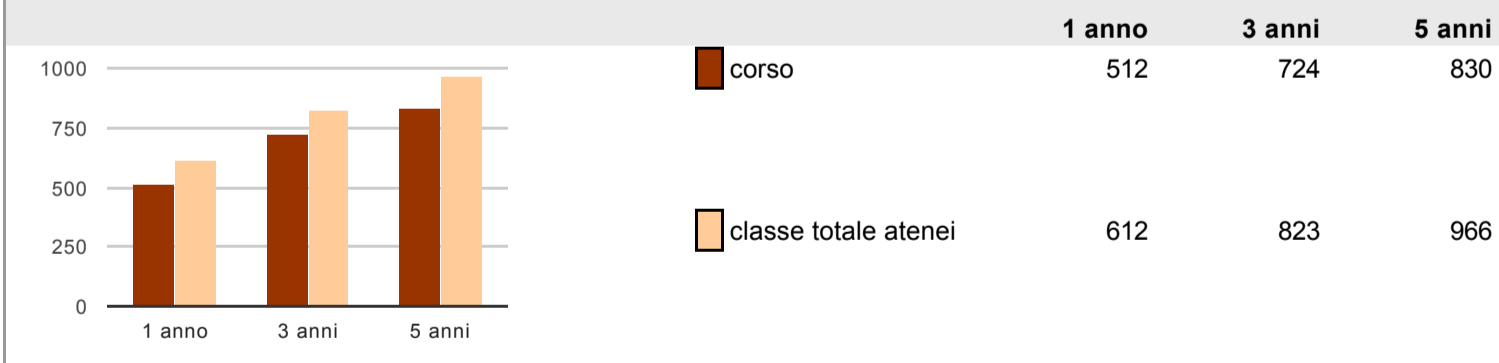 1 anno 3 anni 5 anni
1000
750
500
250
0
1 anno 3 anni 5 anni
corso 512 724 830
classe totale atenei 612 823 966